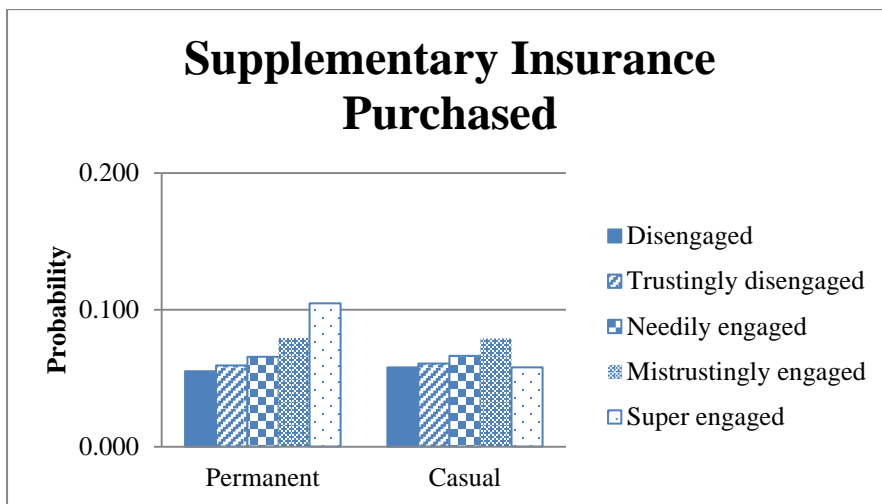 Supplementary Insurance
Purchased
0.200
0.100
0.000
Probability
Permanent
Casual
Disengaged
Trustingly disengaged
Needily engaged
Mistrustingly engaged
Super engaged